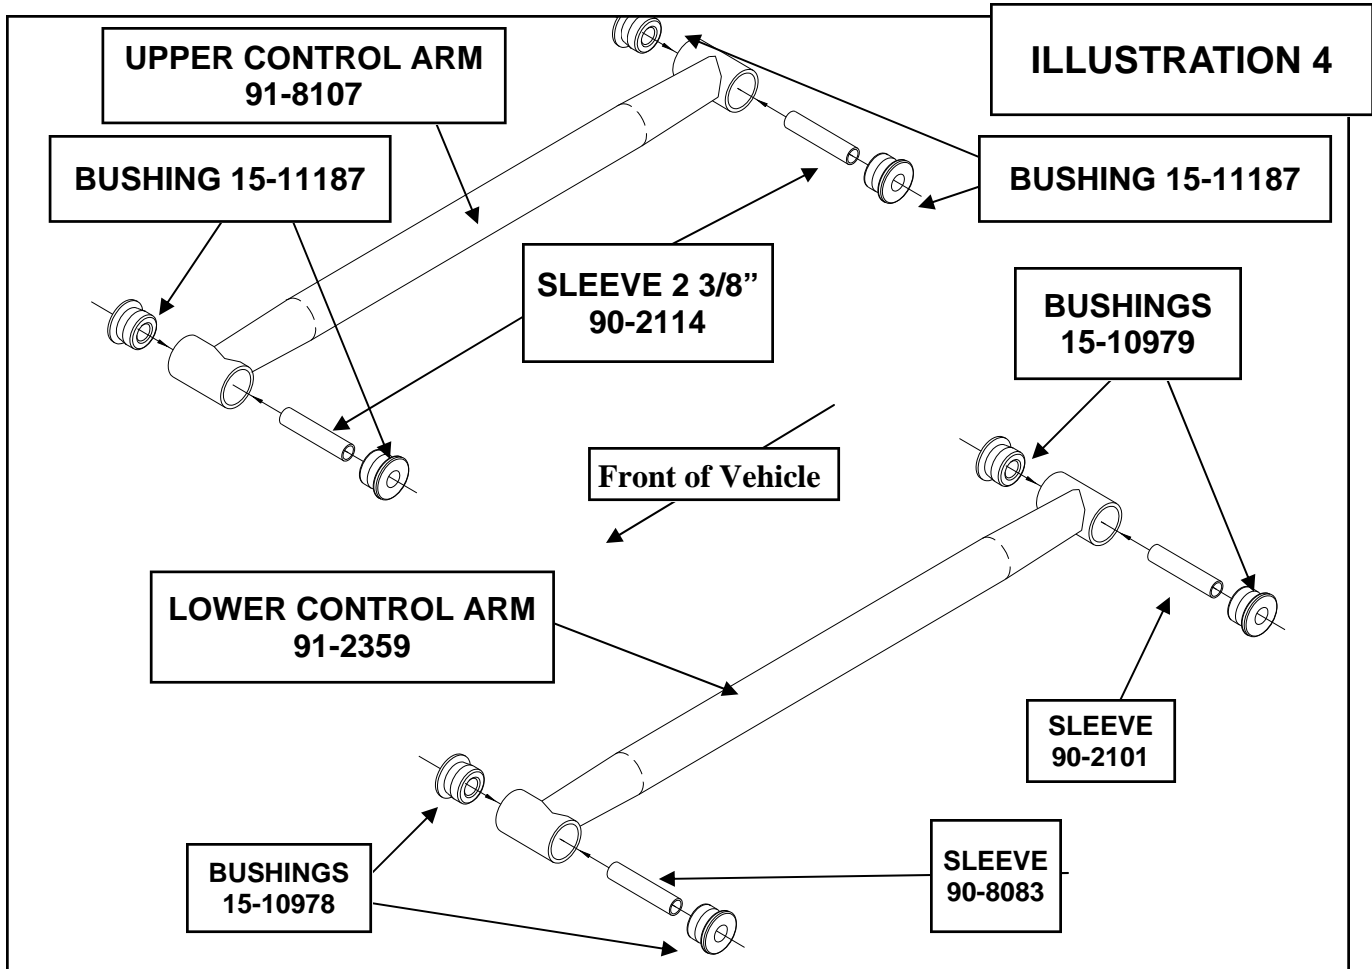 ILLUSTRATION 4
UPPER CONTROL ARM
91-8107
BUSHING 15-11187
BUSHING 15-11187
SLEEVE 2 3/8”
90-2114
BUSHINGS
15-10979
Front of Vehicle
LOWER CONTROL ARM
91-2359
SLEEVE
90-2101
BUSHINGS
15-10978
SLEEVE
90-8083